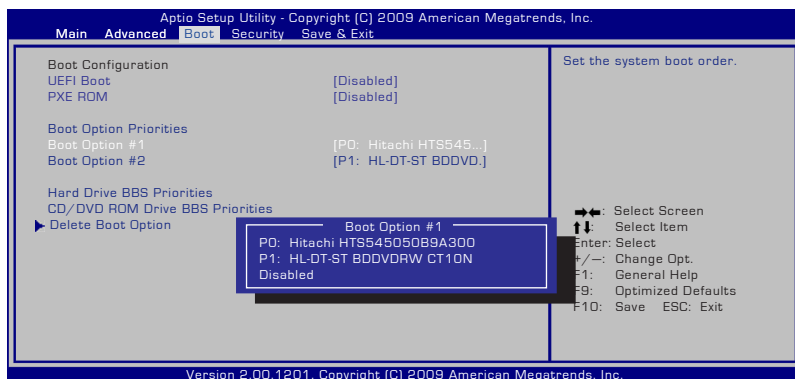 Aptio Setup Utility - Copyright (C) 2009 American Megatrends, Inc.
Main Advanced Boot Security Save & Exit
Boot Configuration
UEFI Boot [Disabled]
PXE ROM [Disabled]
Boot Option Priorities
Boot Option #1 [P0: Hitachi HTS545...]
Boot Option #2 [P1: HL-DT-ST BDDVD.]
Hard Drive BBS Priorities
CD/DVD ROM Drive BBS Priorities
Delete Boot Option
Boot Option #1
P0: Hitachi HTS545050B9A300
P1: HL-DT-ST BDDVDRW CT10N
Disabled
Set the system boot order.
→←: Select Screen
↑↓: Select Item
Enter: Select
+/—: Change Opt.
F1: General Help
F9: Optimized Defaults
F10: Save ESC: Exit
Version 2.00.1201. Copyright (C) 2009 American Megatrends, Inc.